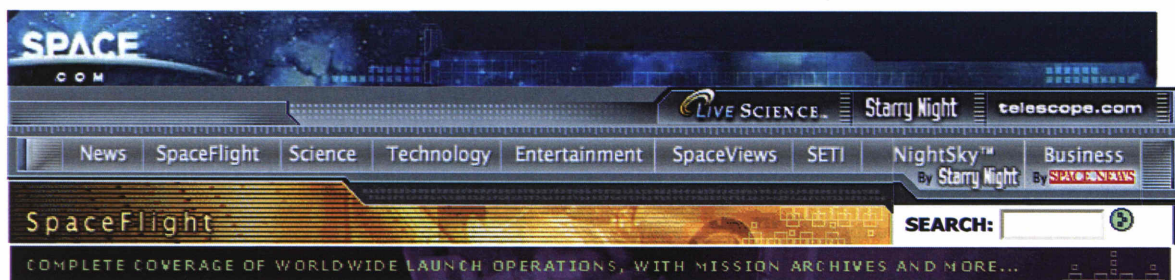 SPACE
.COM
LIVE SCIENCE™ Starry Night telescope.com
News SpaceFlight Science Technology Entertainment SpaceViews SETI NightSky™ Business
By Starry Night By SPACE NEWS
SpaceFlight SEARCH:
COMPLETE COVERAGE OF WORLDWIDE LAUNCH OPERATIONS, WITH MISSION ARCHIVES AND MORE...